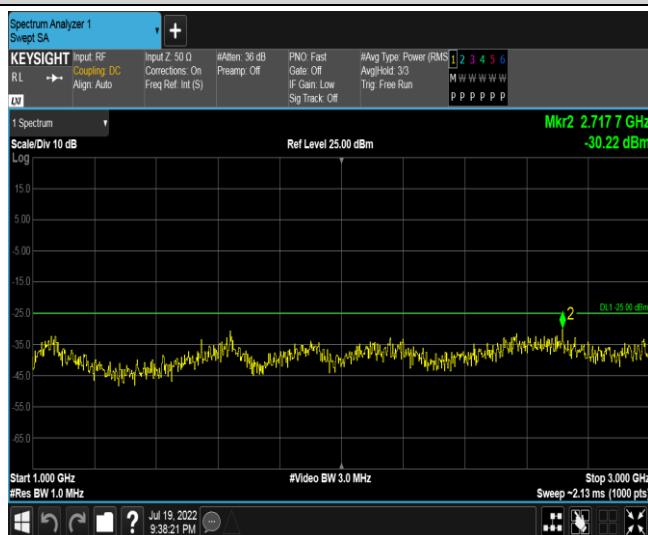 Spectrum Analyzer 1
Swept SA
+
KEYSIGHT
RL
LXI
Input: RF
Coupling: DC
Align: Auto
Input Z: 50 Ω
Corrections: On
Freq Ref: Int (S)
#Atten: 36 dB
Preamp: Off
PNO: Fast
Gate: Off
IF Gain: Low
Sig Track: Off
#Avg Type: Power (RMS
Avg|Hold: 3/3
Trig: Free Run
1 2 3 4 5 6
M W W W W W
P P P P P P
1 Spectrum
Mkr2 2.717 7 GHz
-30.22 dBm
Scale/Div 10 dB
Ref Level 25.00 dBm
Log
15.0
5.00
-5.00
-15.0
-25.0
-35.0
-45.0
-55.0
-65.0
DL1 -25.00 dBm
2
Start 1.000 GHz
#Video BW 3.0 MHz
Stop 3.000 GHz
#Res BW 1.0 MHz
Sweep ~2.13 ms (1000 pts)
?
Jul 19, 2022
9:38:21 PM